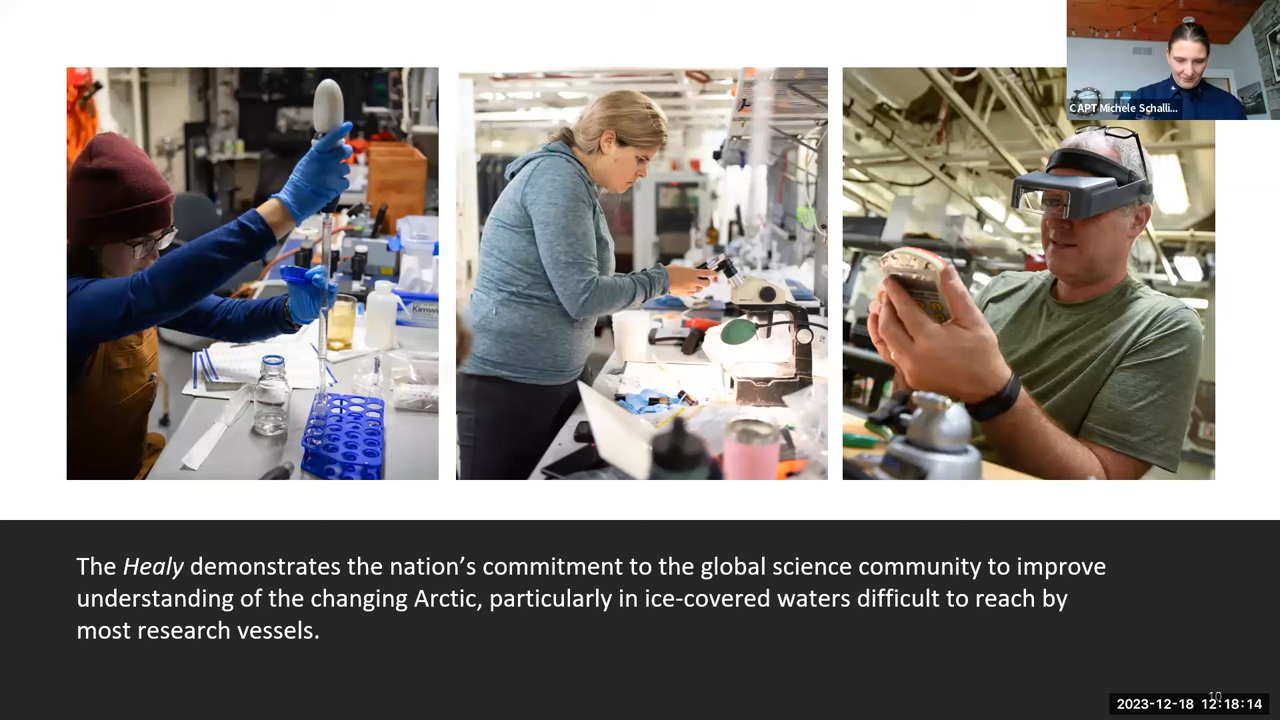 CAPT Michele Schalli...
Kimwi
The Healy demonstrates the nation's commitment to the global science community to improve
understanding of the changing Arctic, particularly in ice-covered waters difficult to reach by
most research vessels.
10
2023-12-18 12:18:14